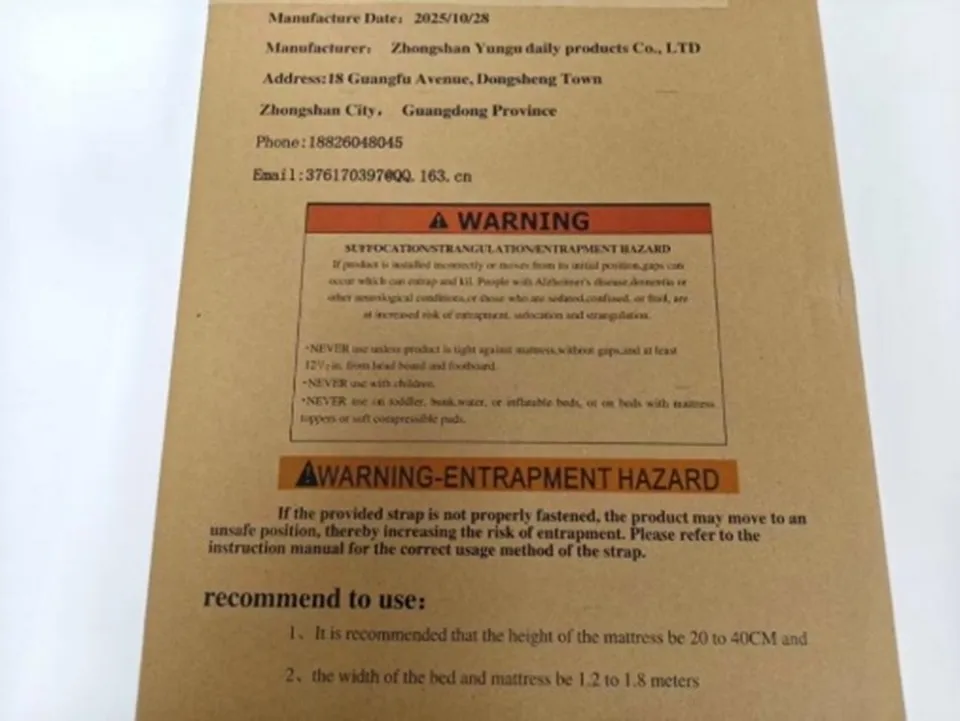 Manufacture Date: 2025/10/28
Manufacturer: Zhongshan Yungu daily products Co., LTD
Address:18 Guangfu Avenue, Dongsheng Town
Zhongshan City, Guangdong Province
Phone:18826048045
Email:376170397@QQ.163.cn
⚠ WARNING
SUFFOCATION/STRANGULATION/ENTRAPMENT HAZARD
If product is installed incorrectly or moves from its initial position,gaps can
occur which can entrap and kil. People with Alzheimer's disease,dementia or
other neurological conditions,or those who are sedated,confised, or frail, are
at increased risk of entrapment, suffocation and strangulation.
·NEVER use unless product is tight against mattress,without gaps,and at least
12½ in. from head board and footboard.
·NEVER use with children.
·NEVER use on toddler, bunk,water, or inflatable beds, or on beds with mattress
toppers or soft compressible pads.
⚠WARNING-ENTRAPMENT HAZARD
If the provided strap is not properly fastened, the product may move to an
unsafe position, thereby increasing the risk of entrapment. Please refer to the
instruction manual for the correct usage method of the strap.
recommend to use:
1、It is recommended that the height of the mattress be 20 to 40CM and
2、the width of the bed and mattress be 1.2 to 1.8 meters